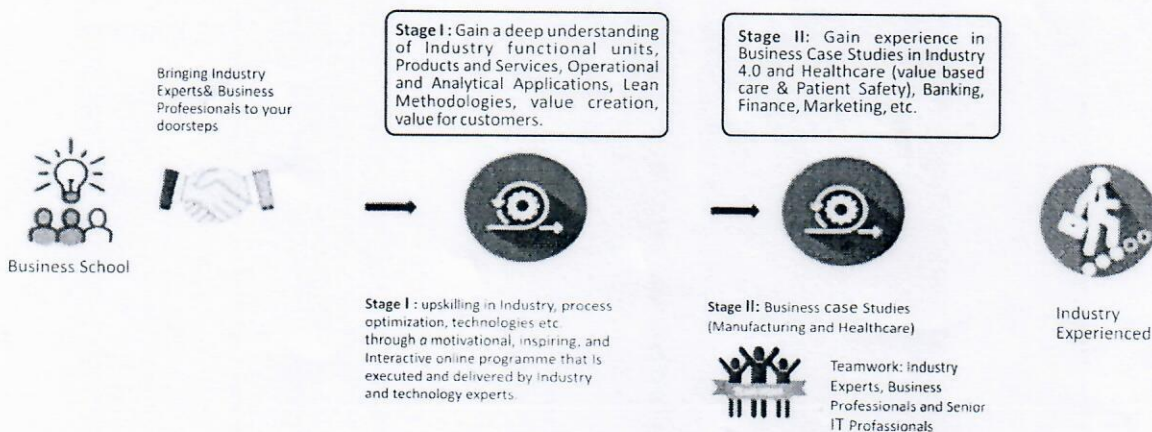 Bringing Industry
Experts& Business
Profeesionals to your
doorsteps
Business School
Stage I : Gain a deep understanding
of Industry functional units,
Products and Services, Operational
and Analytical Applications, Lean
Methodologies, value creation,
value for customers.
Stage I : upskilling in Industry, process
optimization, technologies etc.
through a motivational, inspiring, and
Interactive online programme that is
executed and delivered by Industry
and technology experts.
Stage II: Gain experience in
Business Case Studies in Industry
4.0 and Healthcare (value based
care & Patient Safety), Banking,
Finance, Marketing, etc.
Stage II: Business case Studies
(Manufacturing and Healthcare)
Teamwork: Industry
Experts, Business
Professionals and Senior
IT Profassionals
Industry
Experienced